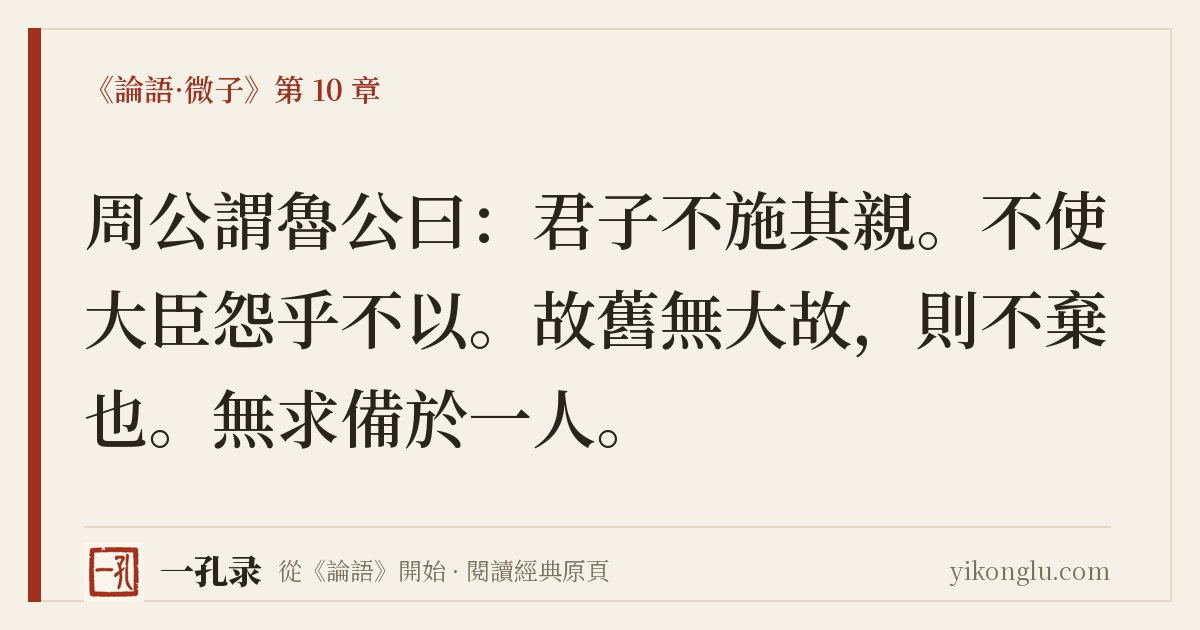 《論語·微子》第 10 章
周公謂魯公曰：君子不施其親。不使
大臣怨乎不以。故舊無大故，則不棄
也。無求備於一人。
一孔
一孔录 從《論語》開始 · 閱讀經典原頁 yikonglu.com